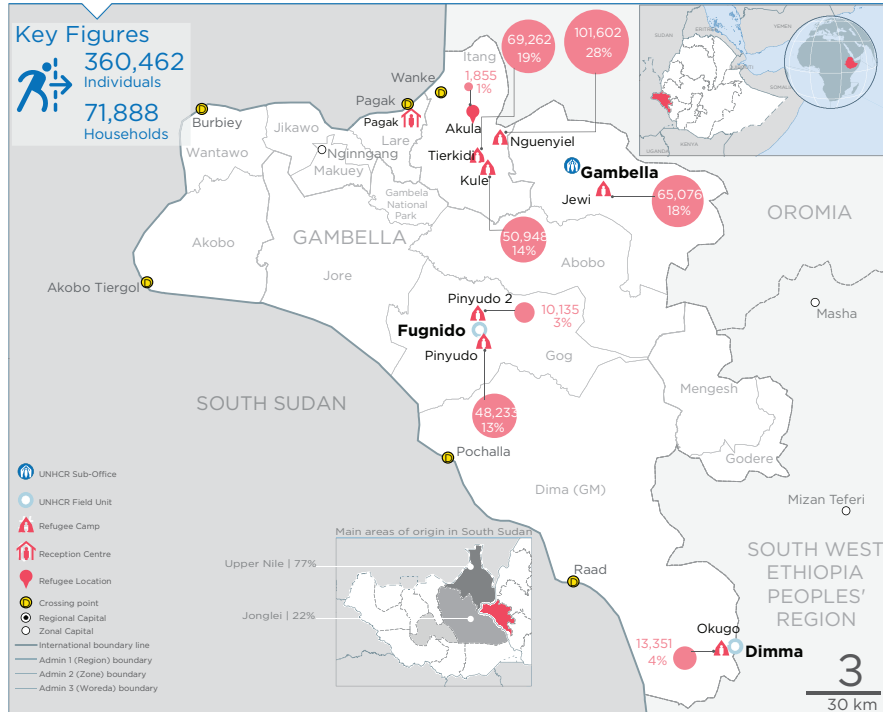 Key Figures
360,462
Individuals
71,888
Households
69,262
19%
101,602
28%
Itang
1,855
1%
Wanke
Pagak
Pagak
Burbiey
Jikawo
Lare
Akula
Nguenyiel
Wantawo
Nginngang
Makuey
Tierkidi
Kule
Gambella
Jewi
65,076
18%
Gambela
National
Park
OROMIA
Akobo
GAMBELLA
50,948
14%
Abobo
Jore
Akobo Tiergol
Pinyudo 2
10,135
3%
Masha
Fugnido
Pinyudo
Gog
Mengesh
SOUTH SUDAN
48,233
13%
Pochalla
Godere
Dima (GM)
Mizan Teferi
UNHCR Sub-Office
UNHCR Field Unit
Refugee Camp
Reception Centre
Refugee Location
Crossing point
Regional Capital
Zonal Capital
International boundary line
Admin 1 (Region) boundary
Admin 2 (Zone) boundary
Admin 3 (Woreda) boundary
Main areas of origin in South Sudan
Upper Nile | 77%
Jonglei | 22%
Raad
SOUTH WEST
ETHIOPIA
PEOPLES'
REGION
Okugo
13,351
4%
Dimma
3
30 km
SUDAN
YEMEN
UGANDA
KENYA